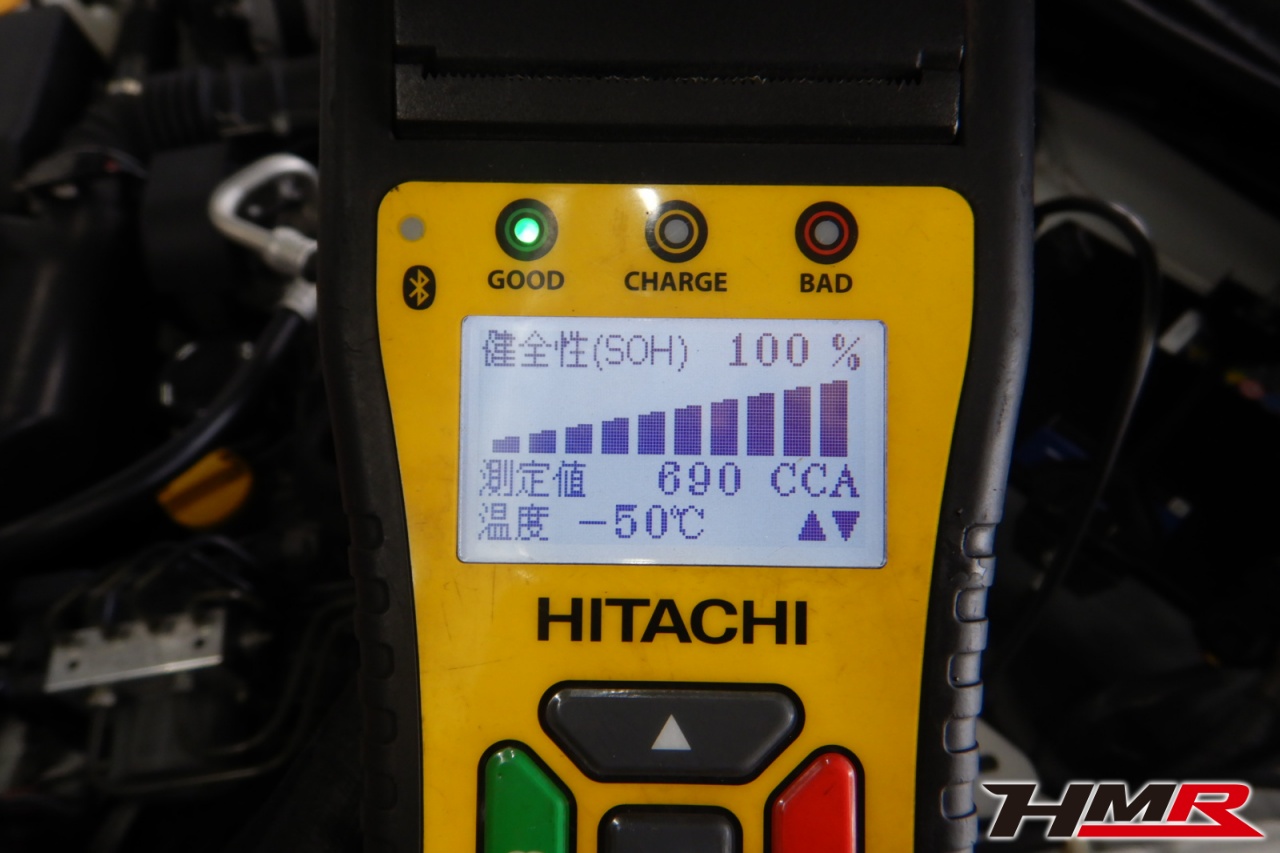 GOOD CHARGE BAD
健全性(SOH) 100 %
測定値 690 CCA
温度 -50℃ ▲▼
HITACHI
HMR